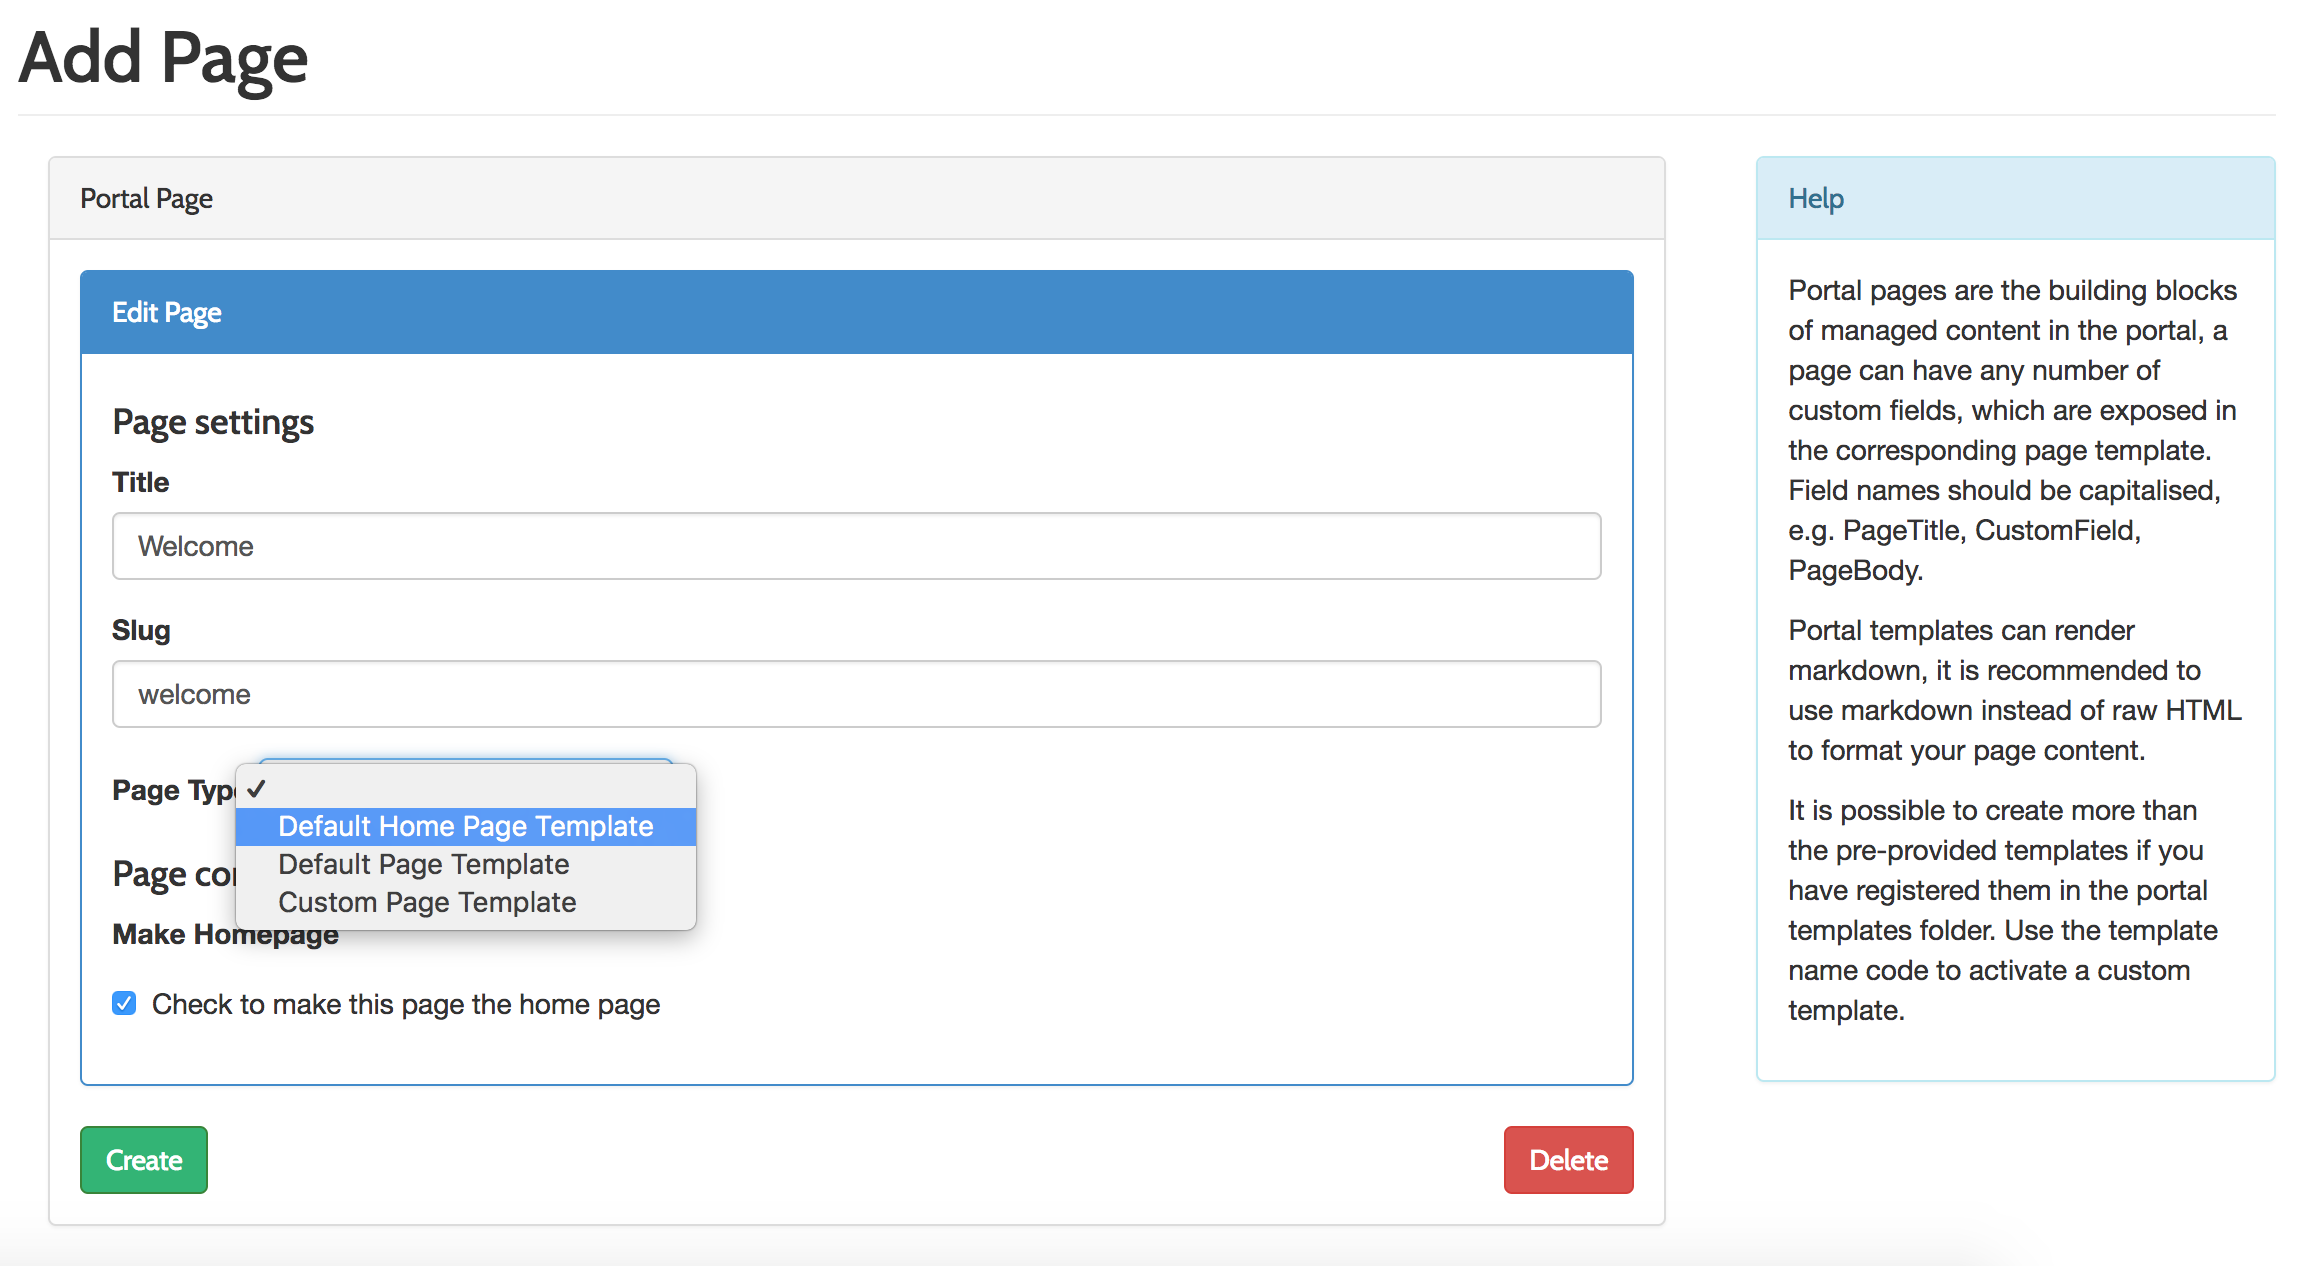 Add Page
Portal Page
Edit Page
Page settings
Title
Welcome
Slug
welcome
Page Type
✓
Default Home Page Template
Default Page Template
Custom Page Template
Page
Make Homepage
Check to make this page the home page
Create
Delete
Help
Portal pages are the building blocks
of managed content in the portal, a
page can have any number of
custom fields, which are exposed in
the corresponding page template.
Field names should be capitalised,
e.g. PageTitle, CustomField,
PageBody.
Portal templates can render
markdown, it is recommended to
use markdown instead of raw HTML
to format your page content.
It is possible to create more than
the pre-provided templates if you
have registered them in the portal
templates folder. Use the template
name code to activate a custom
template.